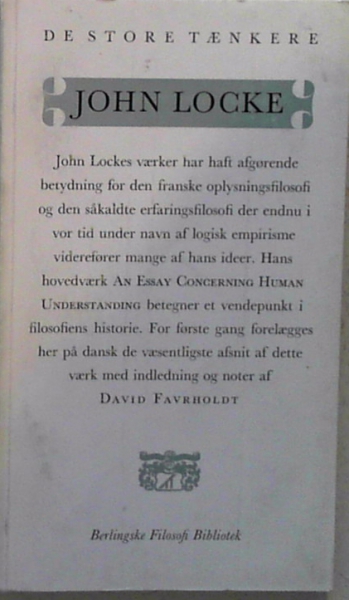 DE STORE TÆNKERE
JOHN LOCKE
John Lockes værker har haft afgørende
betydning for den franske oplysningsfilosofi
og den såkaldte erfaringsfilosofi der endnu i
vor tid under navn af logisk empirisme
viderefører mange af hans ideer. Hans
hovedværk AN ESSAY CONCERNING HUMAN
UNDERSTANDING betegner et vendepunkt i
filosofiens historie. For første gang forelægges
her på dansk de væsentligste afsnit af dette
værk med indledning og noter af
DAVID FAVRHOLDT
Berlingske Filosofi Bibliotek